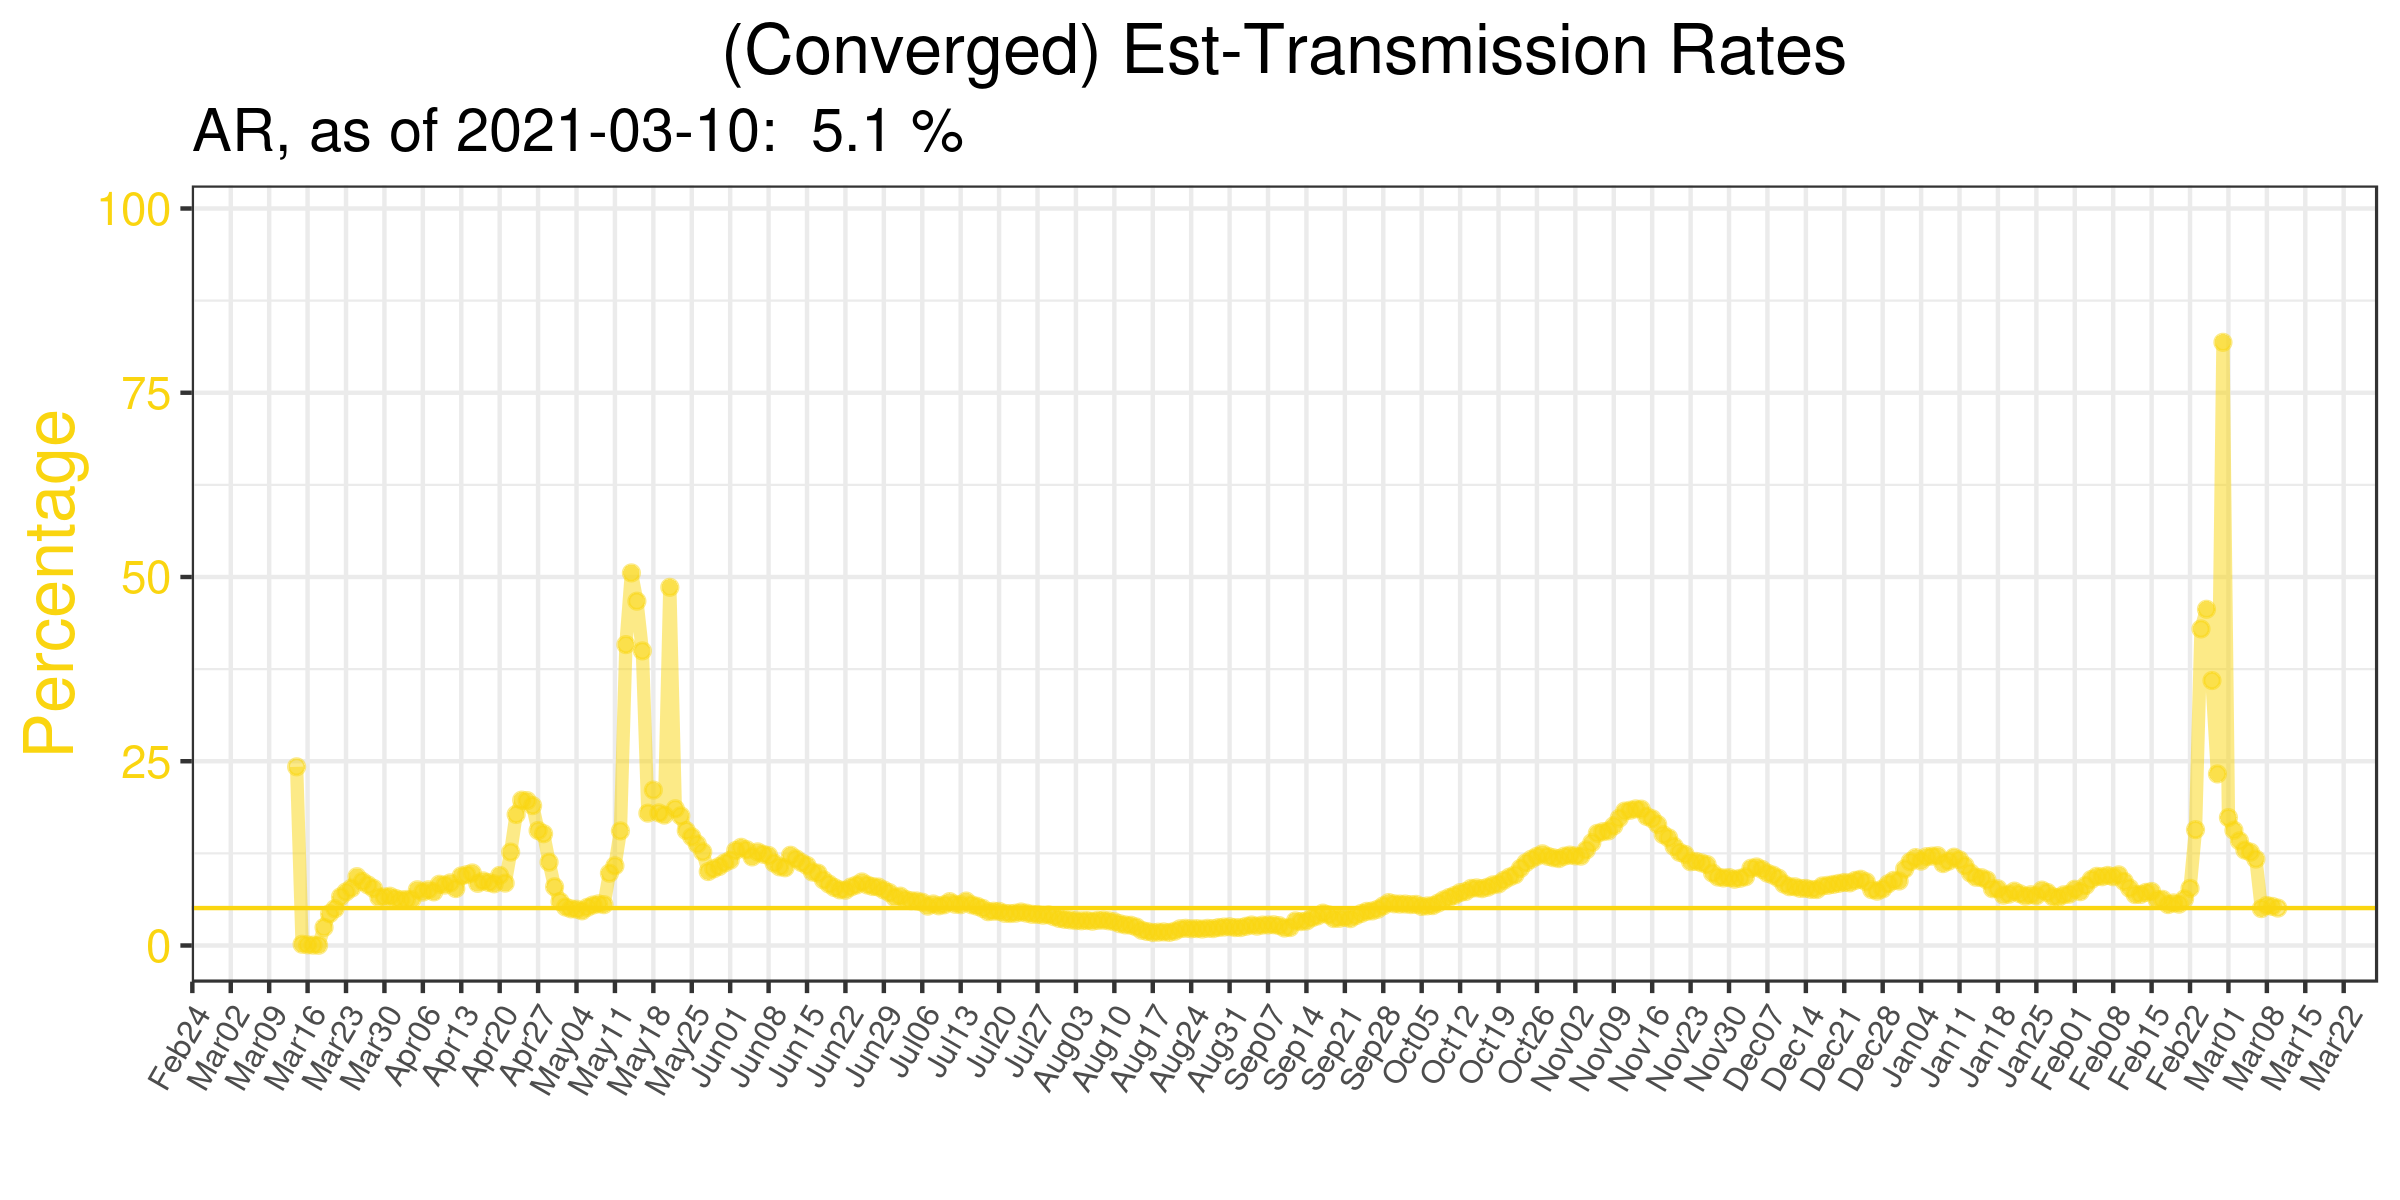 (Converged) Est-Transmission Rates
AR, as of 2021-03-10:  5.1 %
Percentage
100
75
50
25
0
Feb24
Mar02
Mar09
Mar16
Mar23
Mar30
Apr06
Apr13
Apr20
Apr27
May04
May11
May18
May25
Jun01
Jun08
Jun15
Jun22
Jun29
Jul06
Jul13
Jul20
Jul27
Aug03
Aug10
Aug17
Aug24
Aug31
Sep07
Sep14
Sep21
Sep28
Oct05
Oct12
Oct19
Oct26
Nov02
Nov09
Nov16
Nov23
Nov30
Dec07
Dec14
Dec21
Dec28
Jan04
Jan11
Jan18
Jan25
Feb01
Feb08
Feb15
Feb22
Mar01
Mar08
Mar15
Mar22